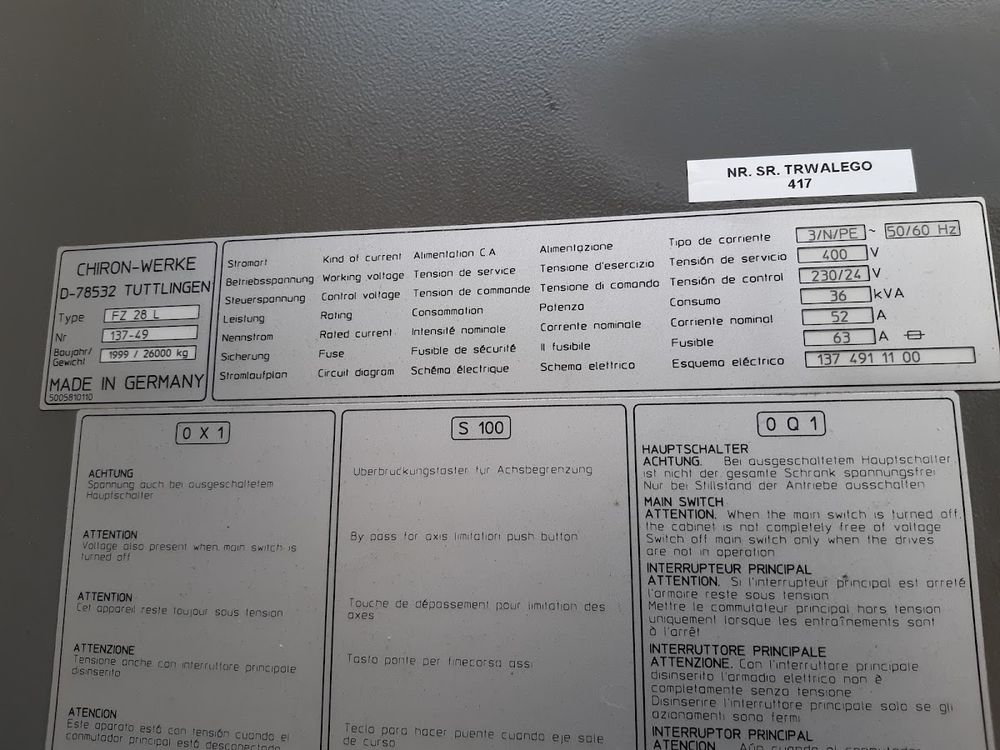 NR. SR. TRWALEGO
417
CHIRON-WERKE
D-78532 TUTTLINGEN
Type FZ 28 L
Nr 137-49
Baujahr/
Gewicht 1999 / 26000 kg
MADE IN GERMANY
5005810110
Stromart Kind of current Alimentation C.A Alimentazione Tipo de corriente 3/N/PE ~ 50/60 Hz
Betriebsspannung Working voltage Tension de service Tensione d'esercizio Tensión de servicio 400 V
Steuerspannung Control voltage Tension de commande Tensione di comando Tensión de control 230/24 V
Leistung Rating Consommation Potenza Consumo 36 kVA
Nennstrom Rated current Intensité nominale Corrente nominale Corriente nominal 52 A
Sicherung Fuse Fusible de sécurité Il fusibile Fusible 63 A
Stromlaufplan Circuit diagram Schéma électrique Schema elettrico Esquema eléctrico 137 491 11 00
0 X 1
ACHTUNG
Spannung auch bei ausgeschaltetem
Hauptschalter
ATTENTION
Voltage also present when main switch is
turned off
ATTENTION
Cet appareil reste toujour sous tension
ATTENZIONE
Tensione anche con interruttore principale
disinserito
ATENCION
Este aparato está con tensión cuando el
conmutador principal está desconectado
S 100
Überbrückungstaster für Achsbegrenzung
By pass for axis limitation push button
Touche de dépassement pour limitation des
axes
Tasto ponte per finecorsa assi
Tecla para hacer puente cuando eje sale
de curso
0 Q 1
HAUPTSCHALTER
ACHTUNG. Bei ausgeschaltetem Hauptschalter
ist nicht der gesamte Schrank spannungsfrei
Nur bei Stillstand der Antriebe ausschalten
MAIN SWITCH
ATTENTION. When the main switch is turned off,
the cabinet is not completely free of voltage
Switch off main switch only when the drives
are not in operation
INTERRUPTEUR PRINCIPAL
ATTENTION. Si l'interrupteur principal est arreté
l'armoire reste sous tension
Mettre le commutateur principal hors tension
uniquement lorsque les entraînements sont
à l'arrêt
INTERRUTTORE PRINCIPALE
ATTENZIONE. Con l'interruttore principale
disinserito l'armadio elettrico non è
completamente senza tensione
Disinserire l'interruttore principale solo se gli
azionamenti sono fermi
INTERRUPTOR PRINCIPAL
ATENCION Aún cuando el